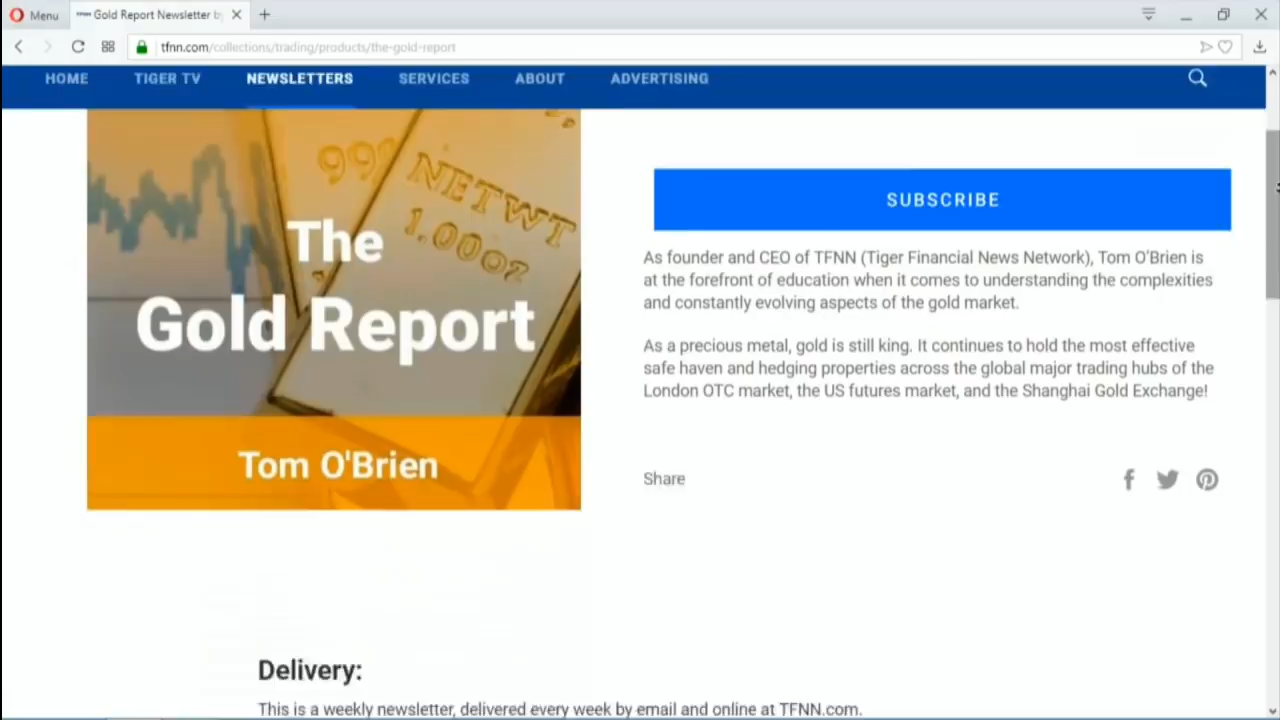 Menu
Gold Report Newsletter b
tfnn.com/collections/trading/products/the-gold-report
HOME TIGER TV NEWSLETTERS SERVICES ABOUT ADVERTISING
999
NETWT
1.00oz
The
Gold Report
Tom O'Brien
SUBSCRIBE
As founder and CEO of TFNN (Tiger Financial News Network), Tom O'Brien is
at the forefront of education when it comes to understanding the complexities
and constantly evolving aspects of the gold market.
As a precious metal, gold is still king. It continues to hold the most effective
safe haven and hedging properties across the global major trading hubs of the
London OTC market, the US futures market, and the Shanghai Gold Exchange!
Share
Delivery:
This is a weekly newsletter, delivered every week by email and online at TFNN.com.